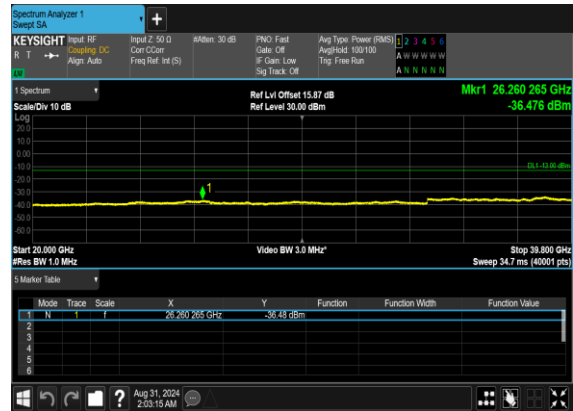 Spectrum Analyzer 1
Swept SA
+
KEYSIGHT
R T
LW
Input: RF
Coupling: DC
Align: Auto
Input Z: 50 Ω
Corr CCorr
Freq Ref: Int (S)
#Atten: 30 dB
PNO: Fast
Gate: Off
IF Gain: Low
Sig Track: Off
Avg Type: Power (RMS)
Avg|Hold: 100/100
Trig: Free Run
1 2 3 4 5 6
A W W W W W
A N N N N N
1 Spectrum
Scale/Div 10 dB
Ref Lvl Offset 15.87 dB
Ref Level 30.00 dBm
Mkr1 26.260 265 GHz
-36.476 dBm
Log
20.0
10.0
0.00
-10.0
DL1 -13.00 dBm
-20.0
-30.0
1
-40.0
-50.0
-60.0
Start 20.000 GHz
#Res BW 1.0 MHz
Video BW 3.0 MHz*
Stop 39.800 GHz
Sweep 34.7 ms (40001 pts)
5 Marker Table
Mode Trace Scale X Y Function Function Width Function Value
1 N 1 f 26.260 265 GHz -36.48 dBm
2
3
4
5
6
?
Aug 31, 2024
2:03:15 AM